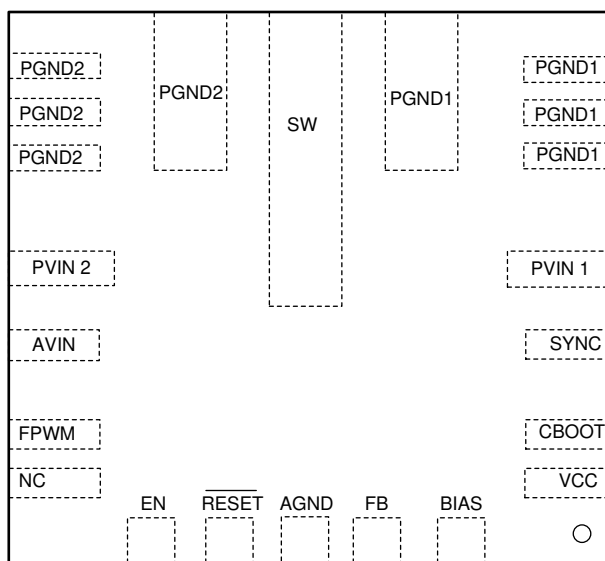 PGND2
PGND2
PGND2
PGND2
SW
PGND1
PGND1
PGND1
PGND1
PVIN 2
PVIN 1
AVIN
SYNC
FPWM
CBOOT
NC
VCC
EN
RESET
AGND
FB
BIAS